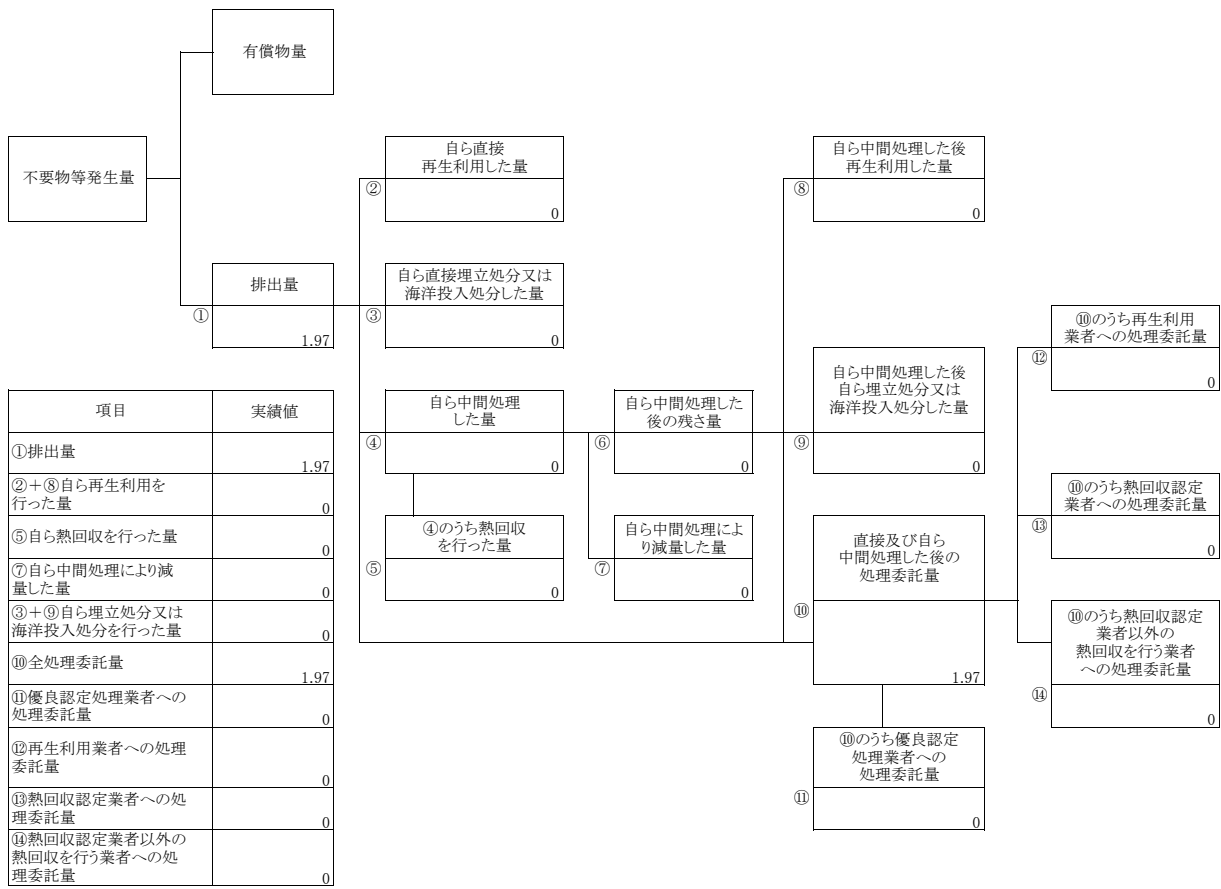 有償物量
不要物等発生量
自ら直接
再生利用した量
②
0
自ら中間処理した後
再生利用した量
⑧
0
排出量
①
1.97
自ら直接埋立処分又は
海洋投入処分した量
③
0
⑩のうち再生利用
業者への処理委託量
⑫
0
自ら中間処理
した量
④
0
自ら中間処理した
後の残さ量
⑥
0
自ら中間処理した後
自ら埋立処分又は
海洋投入処分した量
⑨
0
④のうち熱回収
を行った量
⑤
0
自ら中間処理によ
り減量した量
⑦
0
直接及び自ら
中間処理した後の
処理委託量
⑩
1.97
⑩のうち熱回収認定
業者への処理委託量
⑬
0
⑩のうち熱回収認定
業者以外の
熱回収を行う業者
への処理委託量
⑭
0
⑩のうち優良認定
処理業者への
処理委託量
⑪
0
項目 実績値
①排出量
1.97
②+⑧自ら再生利用を
行った量
0
⑤自ら熱回収を行った量
0
⑦自ら中間処理により減
量した量
0
③+⑨自ら埋立処分又は
海洋投入処分を行った量
0
⑩全処理委託量
1.97
⑪優良認定処理業者への
処理委託量
0
⑫再生利用業者への処理
委託量
0
⑬熱回収認定業者への処
理委託量
0
⑭熱回収認定業者以外の
熱回収を行う業者への処
理委託量
0